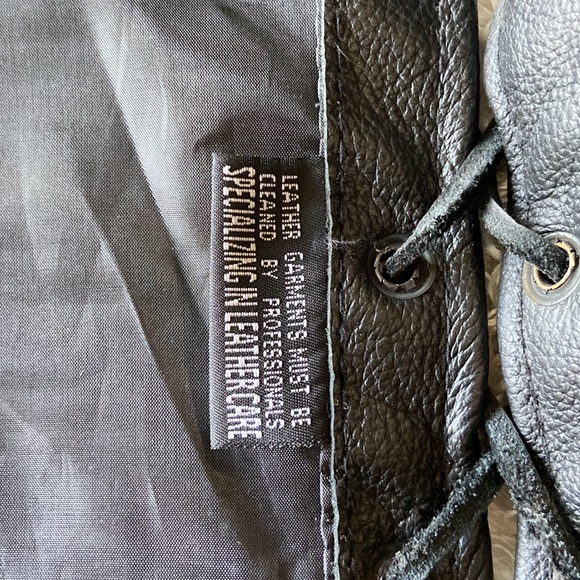 LEATHER GARMENTS MUST BE
CLEANED BY PROFESSIONALS
SPECIALIZING IN LEATHER CARE